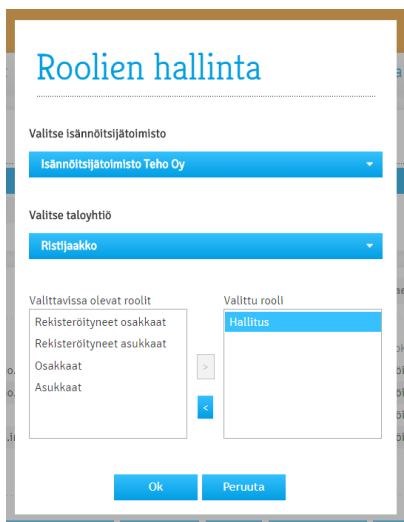 Roolien hallinta
Valitse isännöitsijätoimisto
Isännöitsijätoimisto Teho Oy
Valitse taloyhtiö
Ristijaakko
Valittavissa olevat roolit
Valittu rooli
Rekisteröityneet osakkaat
Rekisteröityneet asukkaat
Osakkaat
Asukkaat
Hallitus
>
<
Ok
Peruuta